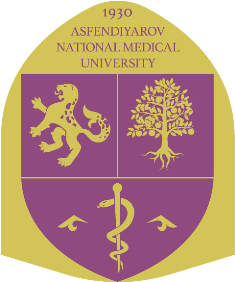 1930
ASFENDIYAROV
NATIONAL MEDICAL
UNIVERSITY